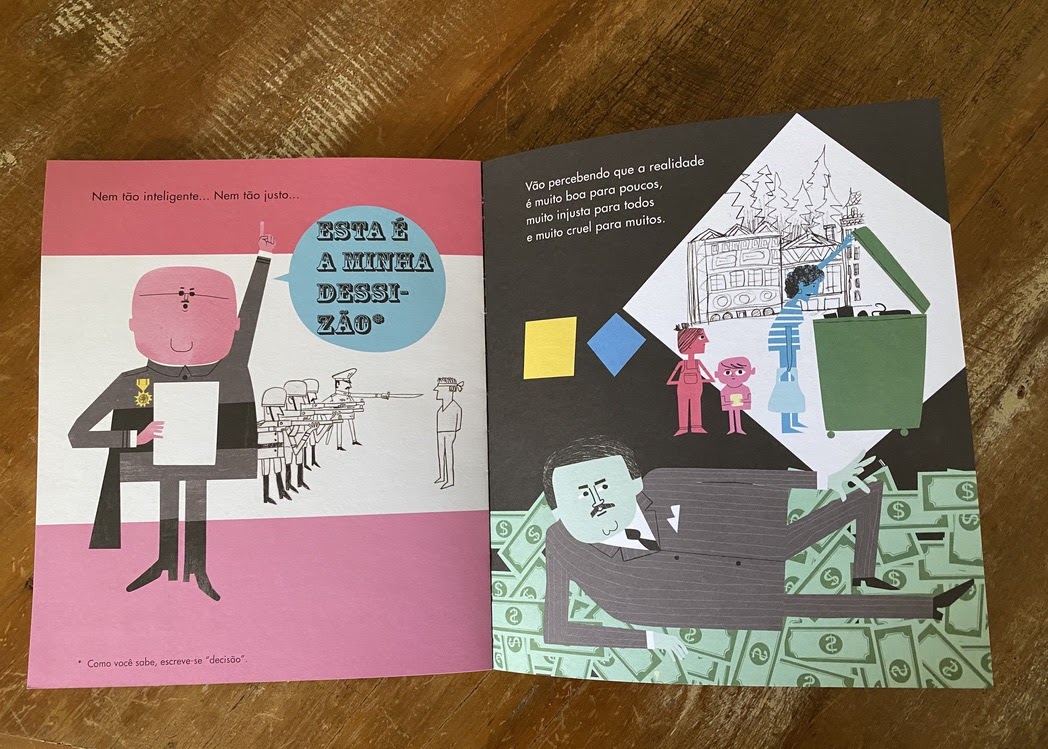 Nem tão inteligente... Nem tão justo...
ESTA É
A MINHA
DESSI-
ZÃO*
* Como você sabe, escreve-se “decisão”.
Vão percebendo que a realidade
é muito boa para poucos,
muito injusta para todos
e muito cruel para muitos.